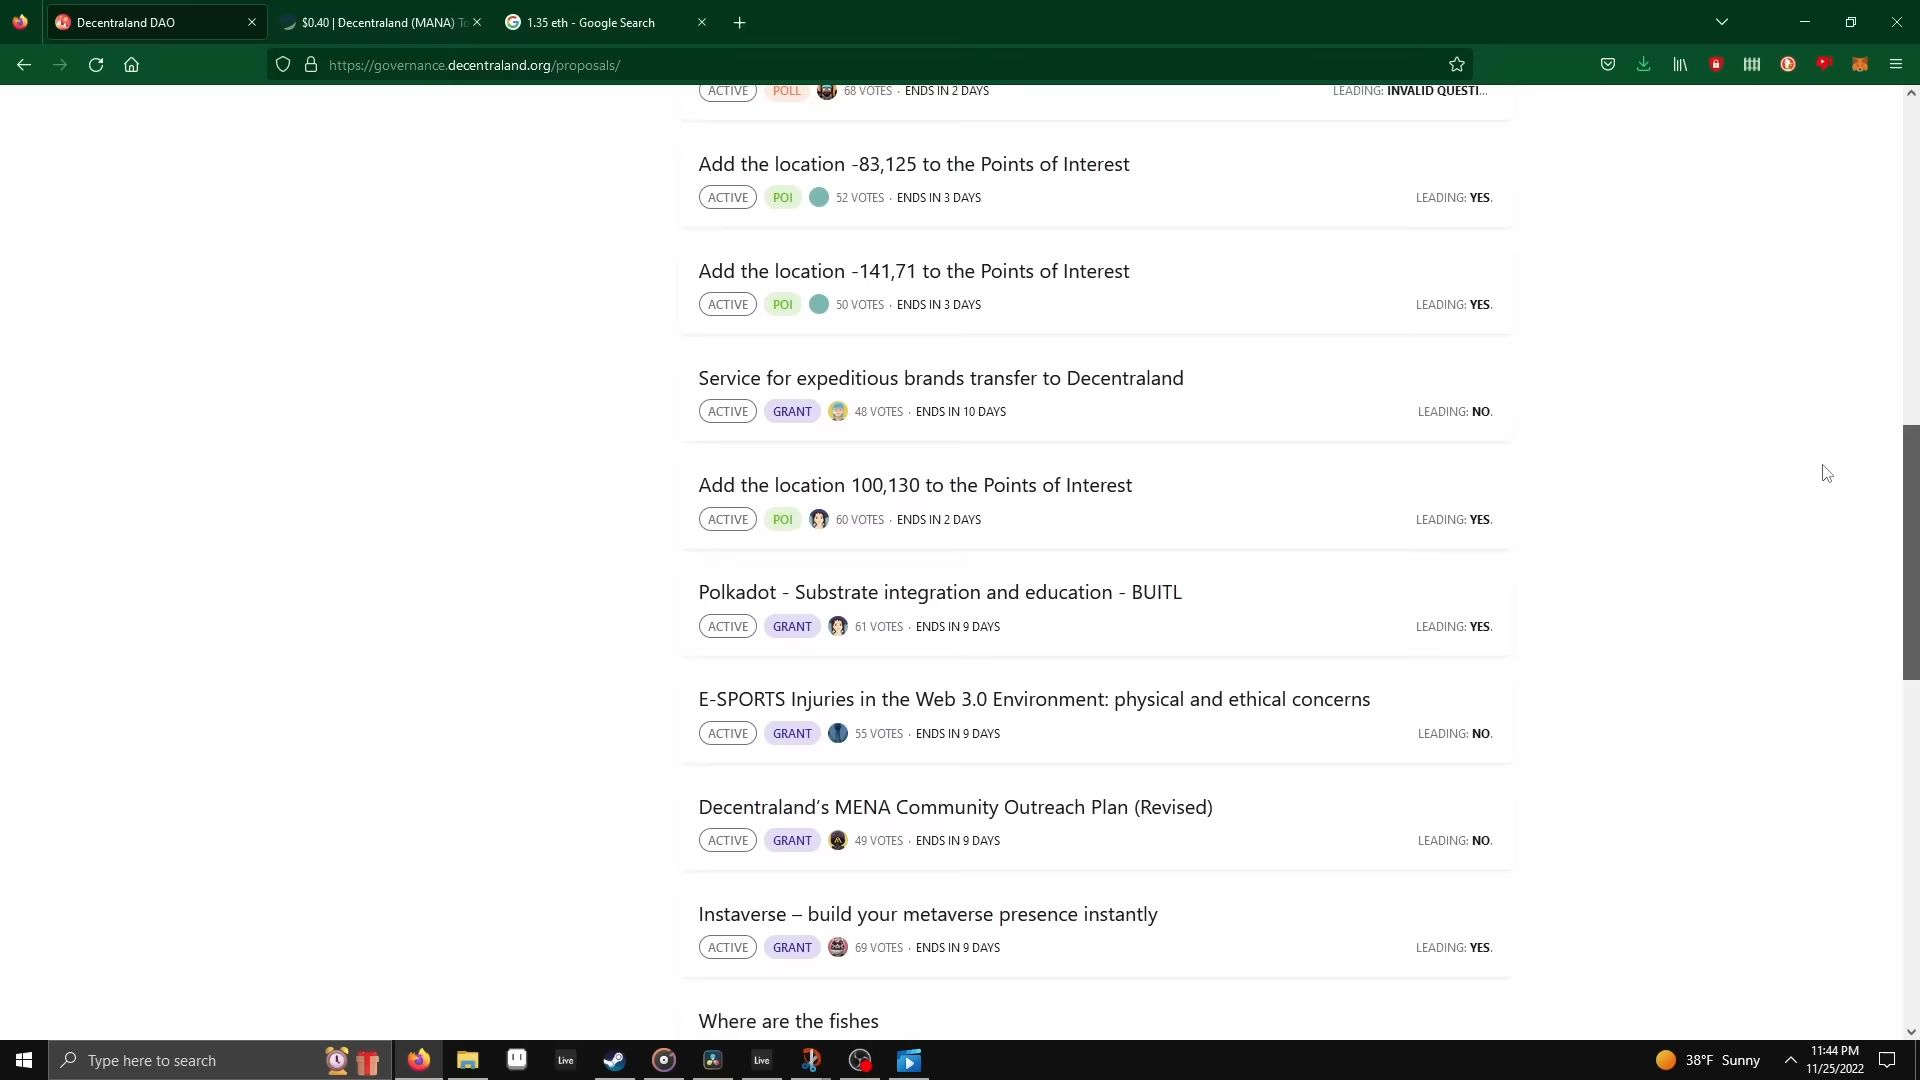 Decentraland DAO
$0.40 | Decentraland (MANA) To
1.35 eth - Google Search
https://governance.decentraland.org/proposals/
ACTIVE POLL 68 VOTES · ENDS IN 2 DAYS LEADING: INVALID QUESTI...
Add the location -83,125 to the Points of Interest
ACTIVE POI 52 VOTES · ENDS IN 3 DAYS LEADING: YES.
Add the location -141,71 to the Points of Interest
ACTIVE POI 50 VOTES · ENDS IN 3 DAYS LEADING: YES.
Service for expeditious brands transfer to Decentraland
ACTIVE GRANT 48 VOTES · ENDS IN 10 DAYS LEADING: NO.
Add the location 100,130 to the Points of Interest
ACTIVE POI 60 VOTES · ENDS IN 2 DAYS LEADING: YES.
Polkadot - Substrate integration and education - BUITL
ACTIVE GRANT 61 VOTES · ENDS IN 9 DAYS LEADING: YES.
E-SPORTS Injuries in the Web 3.0 Environment: physical and ethical concerns
ACTIVE GRANT 55 VOTES · ENDS IN 9 DAYS LEADING: NO.
Decentraland’s MENA Community Outreach Plan (Revised)
ACTIVE GRANT 49 VOTES · ENDS IN 9 DAYS LEADING: NO.
Instaverse – build your metaverse presence instantly
ACTIVE GRANT 69 VOTES · ENDS IN 9 DAYS LEADING: YES.
Where are the fishes
Type here to search
Live
Live
38°F Sunny
11:44 PM
11/25/2022